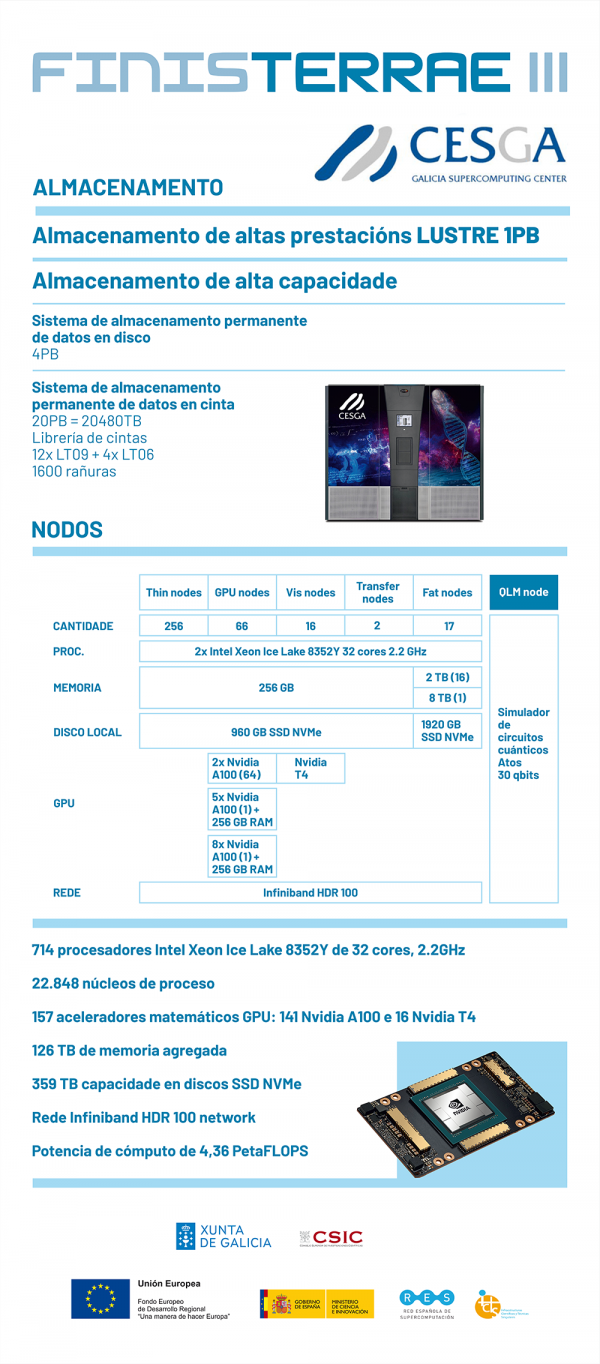 FINISTERRAE III
CESGA
GALICIA SUPERCOMPUTING CENTER
ALMACENAMENTO
Almacenamento de altas prestacións LUSTRE 1PB
Almacenamento de alta capacidade
Sistema de almacenamento permanente
de datos en disco
4PB
Sistema de almacenamento
permanente de datos en cinta
20PB = 20480TB
Librería de cintas
12x LT09 + 4x LT06
1600 rañuras
CESGA
NODOS
Thin nodes GPU nodes Vis nodes Transfer nodes Fat nodes QLM node
CANTIDADE 256 66 16 2 17
PROC. 2x Intel Xeon Ice Lake 8352Y 32 cores 2.2 GHz
MEMORIA 256 GB 2 TB (16)
8 TB (1)
DISCO LOCAL 960 GB SSD NVMe 1920 GB
SSD NVMe
Simulador
de
circuitos
cuánticos
Atos
30 qbits
GPU
2x Nvidia
A100 (64)
Nvidia
T4
5x Nvidia
A100 (1) +
256 GB RAM
8x Nvidia
A100 (1) +
256 GB RAM
REDE Infiniband HDR 100
714 procesadores Intel Xeon Ice Lake 8352Y de 32 cores, 2.2GHz
22.848 núcleos de proceso
157 aceleradores matemáticos GPU: 141 Nvidia A100 e 16 Nvidia T4
126 TB de memoria agregada
359 TB capacidade en discos SSD NVMe
Rede Infiniband HDR 100 network
Potencia de cómputo de 4,36 PetaFLOPS
NVIDIA
XUNTA
DE GALICIA
CSIC
Unión Europea
Fondo Europeo
de Desarrollo Regional
"Una manera de hacer Europa"
GOBIERNO
DE ESPAÑA
MINISTERIO
DE CIENCIA
E INNOVACIÓN
RES
RED ESPAÑOLA DE
SUPERCOMPUTACIÓN